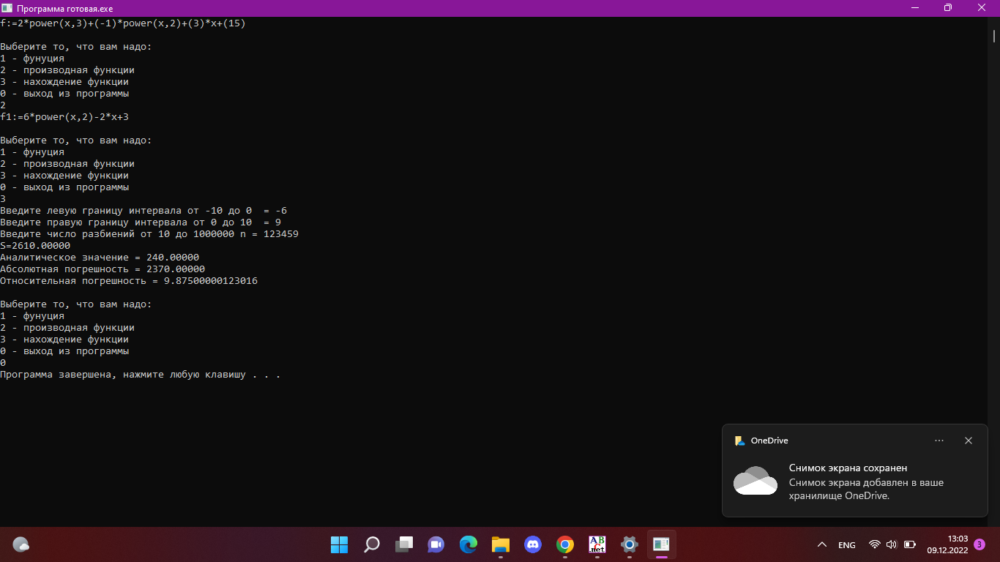 Программа готовая.exe
f:=2*power(x,3)+(-1)*power(x,2)+(3)*x+(15)
Выберите то, что вам надо:
1 - фунуция
2 - производная функции
3 - нахождение функции
0 - выход из программы
2
f1:=6*power(x,2)-2*x+3
Выберите то, что вам надо:
1 - фунуция
2 - производная функции
3 - нахождение функции
0 - выход из программы
3
Введите левую границу интервала от -10 до 0  = -6
Введите правую границу интервала от 0 до 10  = 9
Введите число разбиений от 10 до 1000000 n = 123459
S=2610.00000
Аналитическое значение = 240.00000
Абсолютная погрешность = 2370.00000
Относительная погрешность = 9.87500000123016
Выберите то, что вам надо:
1 - фунуция
2 - производная функции
3 - нахождение функции
0 - выход из программы
0
Программа завершена, нажмите любую клавишу . . .
OneDrive
Снимок экрана сохранен
Снимок экрана добавлен в ваше
хранилище OneDrive.
ABC.net
ENG
13:03
09.12.2022
3